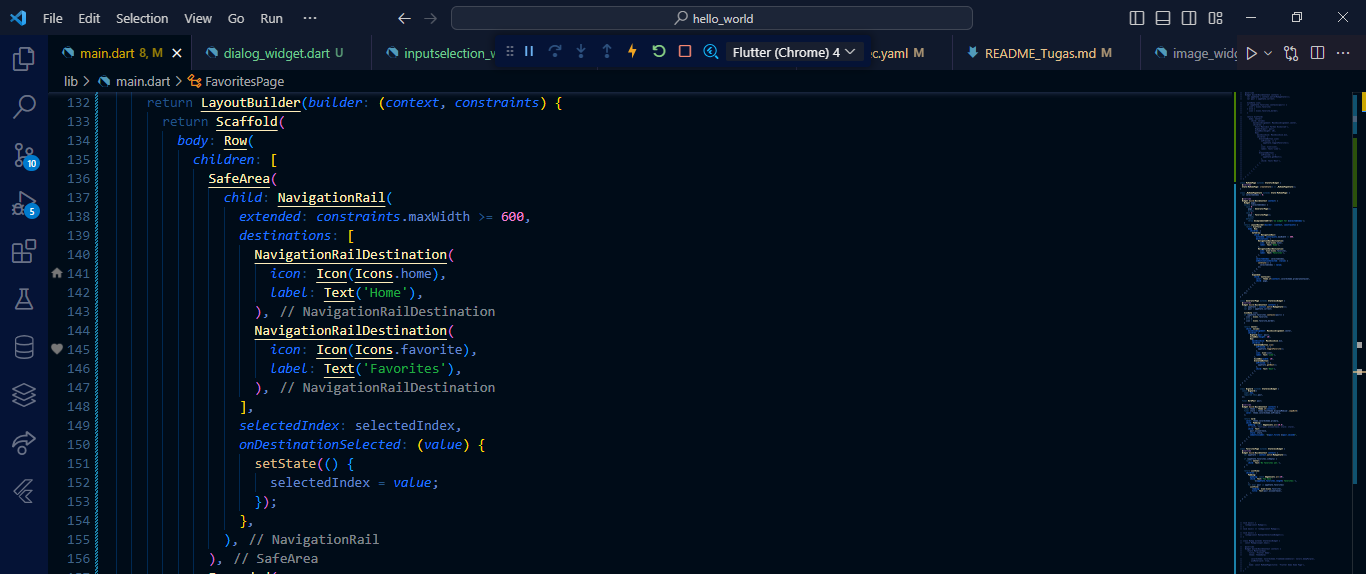 File Edit Selection View Go Run ··· hello_world
main.dart 8, M dialog_widget.dart U inputselection_w Flutter (Chrome) 4 ec.yaml M README_Tugas.md M image_widg
lib > main.dart > FavoritesPage
132 return LayoutBuilder(builder: (context, constraints) {
133 return Scaffold(
134 body: Row(
135 children: [
136 SafeArea(
137 child: NavigationRail(
138 extended: constraints.maxWidth >= 600,
139 destinations: [
140 NavigationRailDestination(
141 icon: Icon(Icons.home),
142 label: Text('Home'),
143 ), // NavigationRailDestination
144 NavigationRailDestination(
145 icon: Icon(Icons.favorite),
146 label: Text('Favorites'),
147 ), // NavigationRailDestination
148 ],
149 selectedIndex: selectedIndex,
150 onDestinationSelected: (value) {
151 setState(() {
152 selectedIndex = value;
153 });
154 },
155 ), // NavigationRail
156 ), // SafeArea
10
5